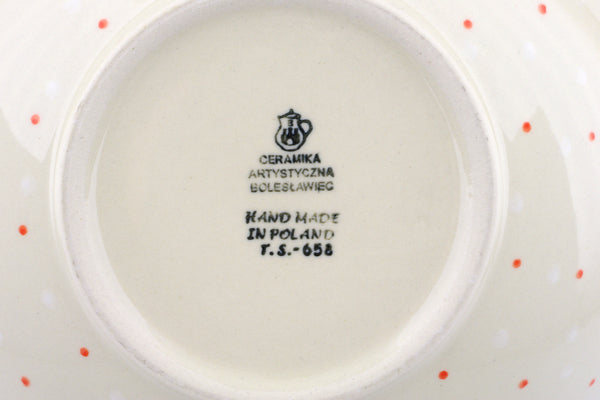 CERAMIKA
ARTYSTYCZNA
BOLESŁAWIEC
HAND MADE
IN POLAND
T.S.-658